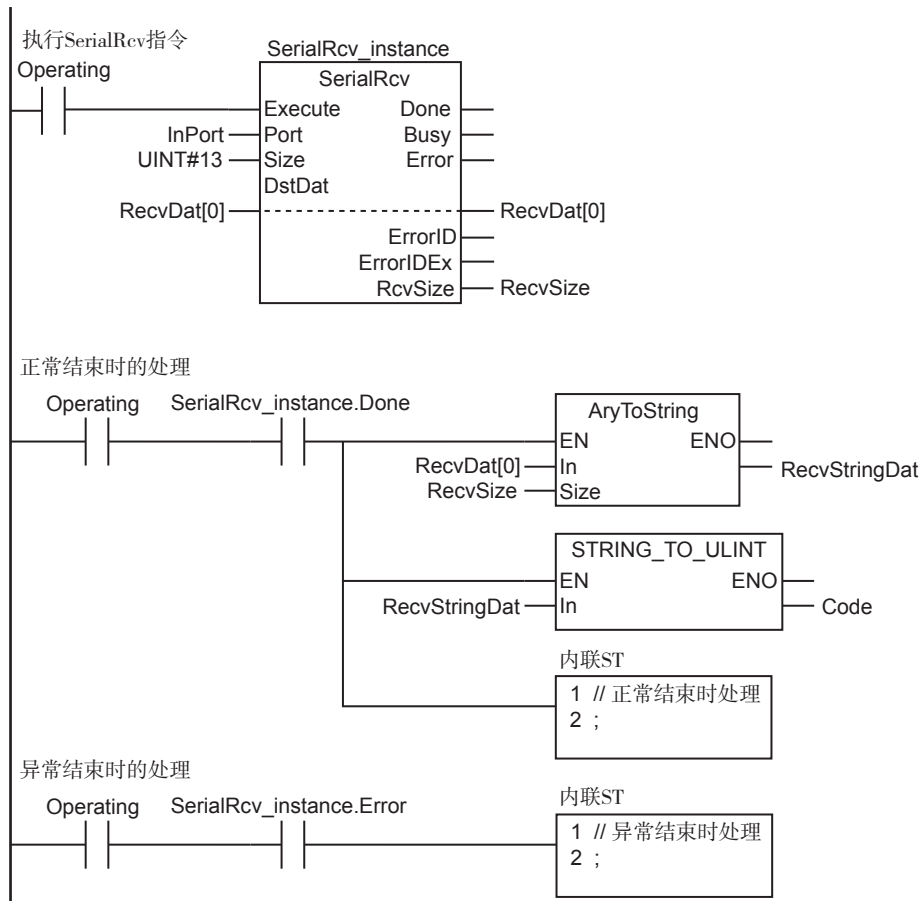 执行SerialRcv指令
Operating
SerialRcv_instance
SerialRcv
Execute Done
InPort Port Busy
UINT#13 Size Error
DstDat
RecvDat[0] RecvDat[0]
ErrorID
ErrorIDEx
RcvSize RecvSize
正常结束时的处理
Operating SerialRcv_instance.Done
AryToString
EN ENO
RecvDat[0] In RecvStringDat
RecvSize Size
STRING_TO_ULINT
EN ENO
RecvStringDat In Code
内联ST
1 // 正常结束时处理
2 ;
异常结束时的处理
Operating SerialRcv_instance.Error
内联ST
1 // 异常结束时处理
2 ;